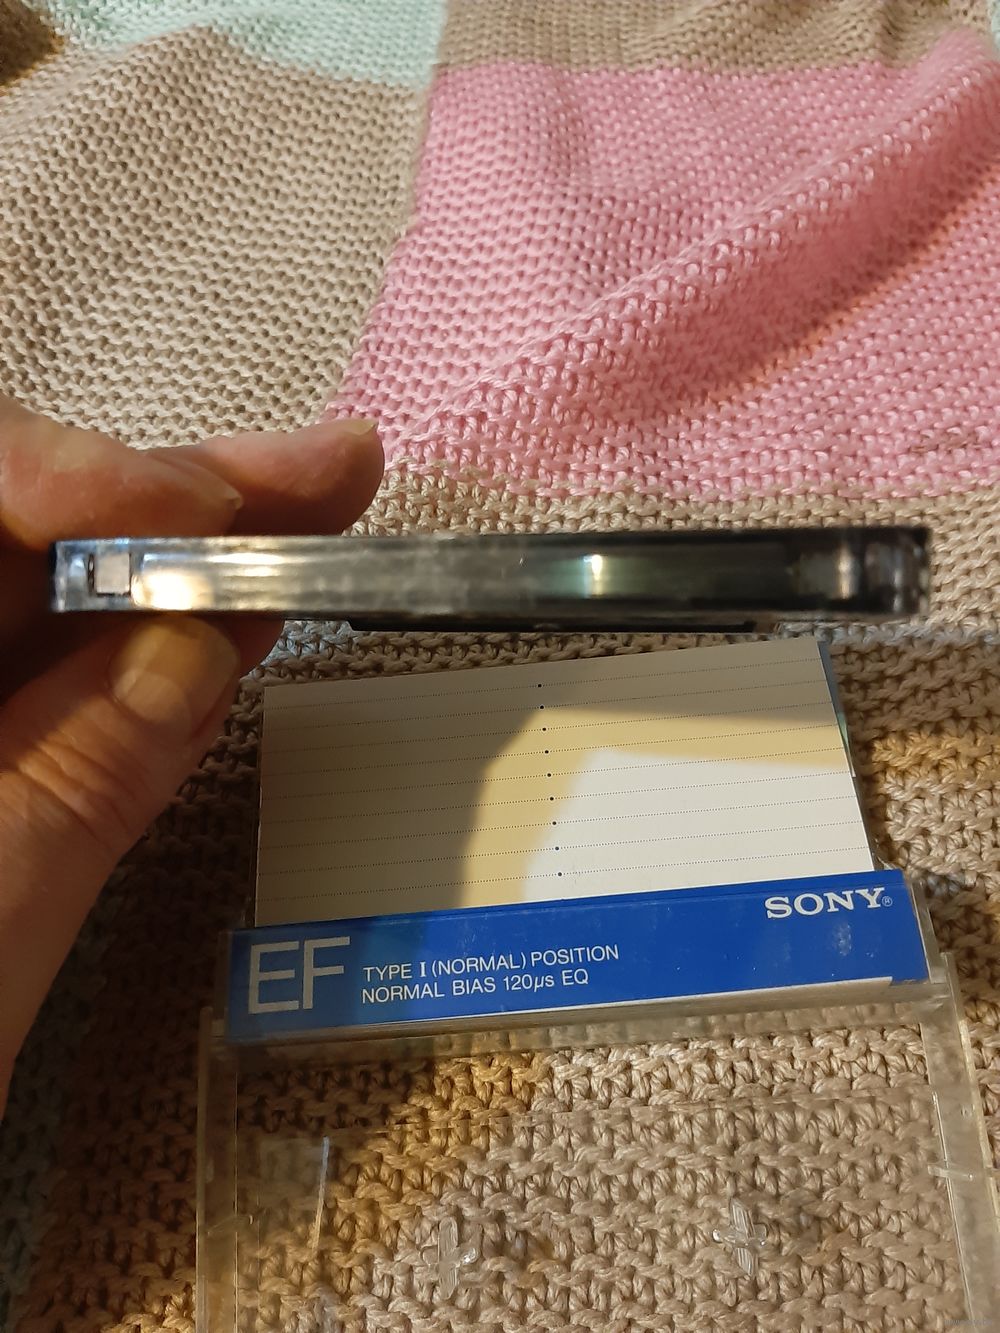 SONY®
EF
TYPE I (NORMAL) POSITION
NORMAL BIAS 120µs EQ